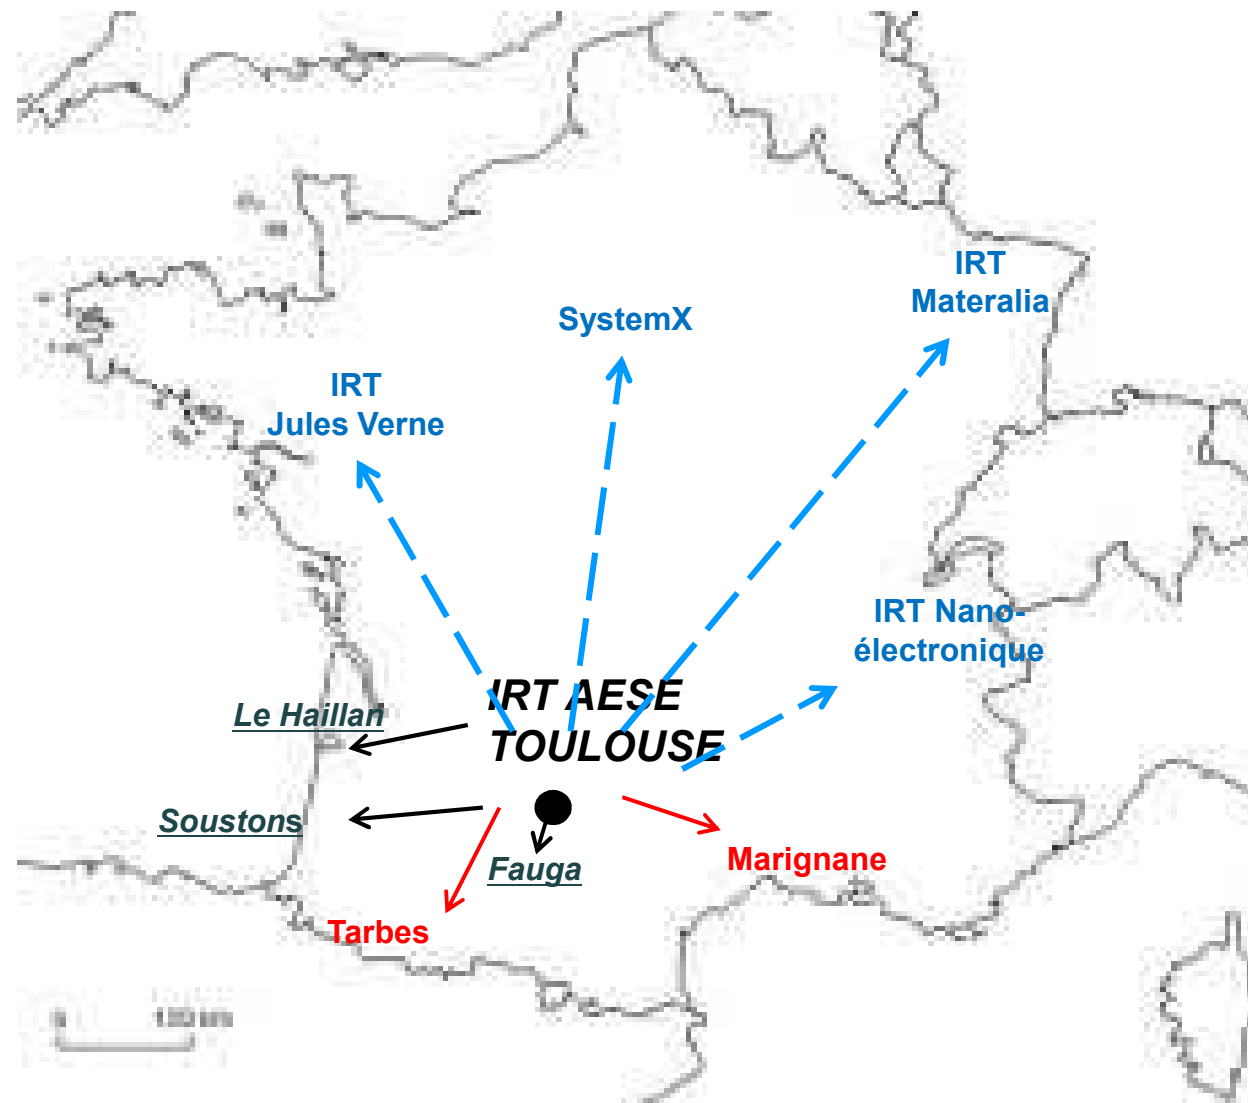 IRT
Materalia
SystemX
IRT
Jules Verne
IRT Nano-
électronique
IRT AESE
TOULOUSE
Le Haillan
Soustons
Fauga
Marignane
Tarbes